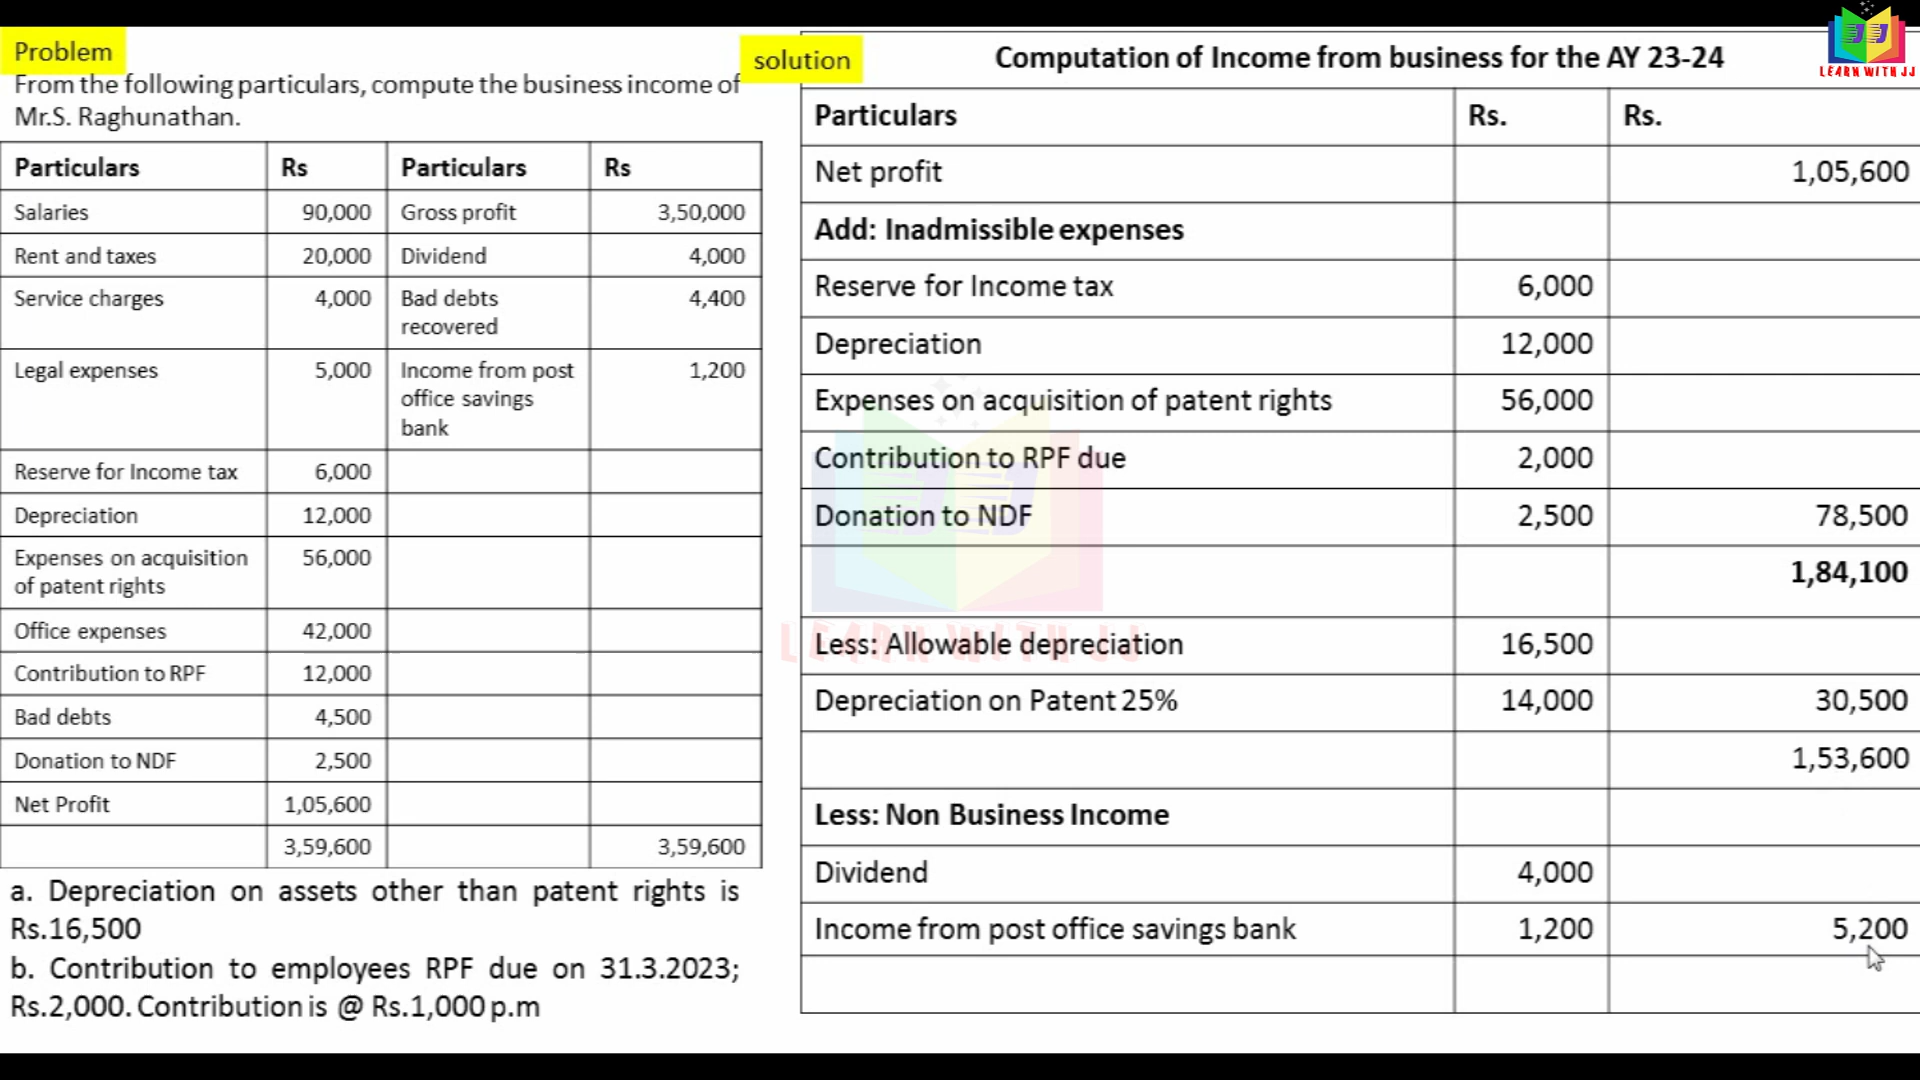 Problem
From the following particulars, compute the business income of
Mr.S. Raghunathan.
Particulars Rs Particulars Rs
Salaries 90,000 Gross profit 3,50,000
Rent and taxes 20,000 Dividend 4,000
Service charges 4,000 Bad debts 4,400
recovered
Legal expenses 5,000 Income from post 1,200
office savings
bank
Reserve for Income tax 6,000
Depreciation 12,000
Expenses on acquisition 56,000
of patent rights
Office expenses 42,000
Contribution to RPF 12,000
Bad debts 4,500
Donation to NDF 2,500
Net Profit 1,05,600
3,59,600 3,59,600
a. Depreciation on assets other than patent rights is
Rs.16,500
b. Contribution to employees RPF due on 31.3.2023;
Rs.2,000. Contribution is @ Rs.1,000 p.m
solution
Computation of Income from business for the AY 23-24
Particulars Rs. Rs.
Net profit 1,05,600
Add: Inadmissible expenses
Reserve for Income tax 6,000
Depreciation 12,000
Expenses on acquisition of patent rights 56,000
Contribution to RPF due 2,000
Donation to NDF 2,500 78,500
1,84,100
Less: Allowable depreciation 16,500
Depreciation on Patent 25% 14,000 30,500
1,53,600
Less: Non Business Income
Dividend 4,000
Income from post office savings bank 1,200 5,200
JJ
LEARN WITH JJ
JJ
LEARN WITH JJ